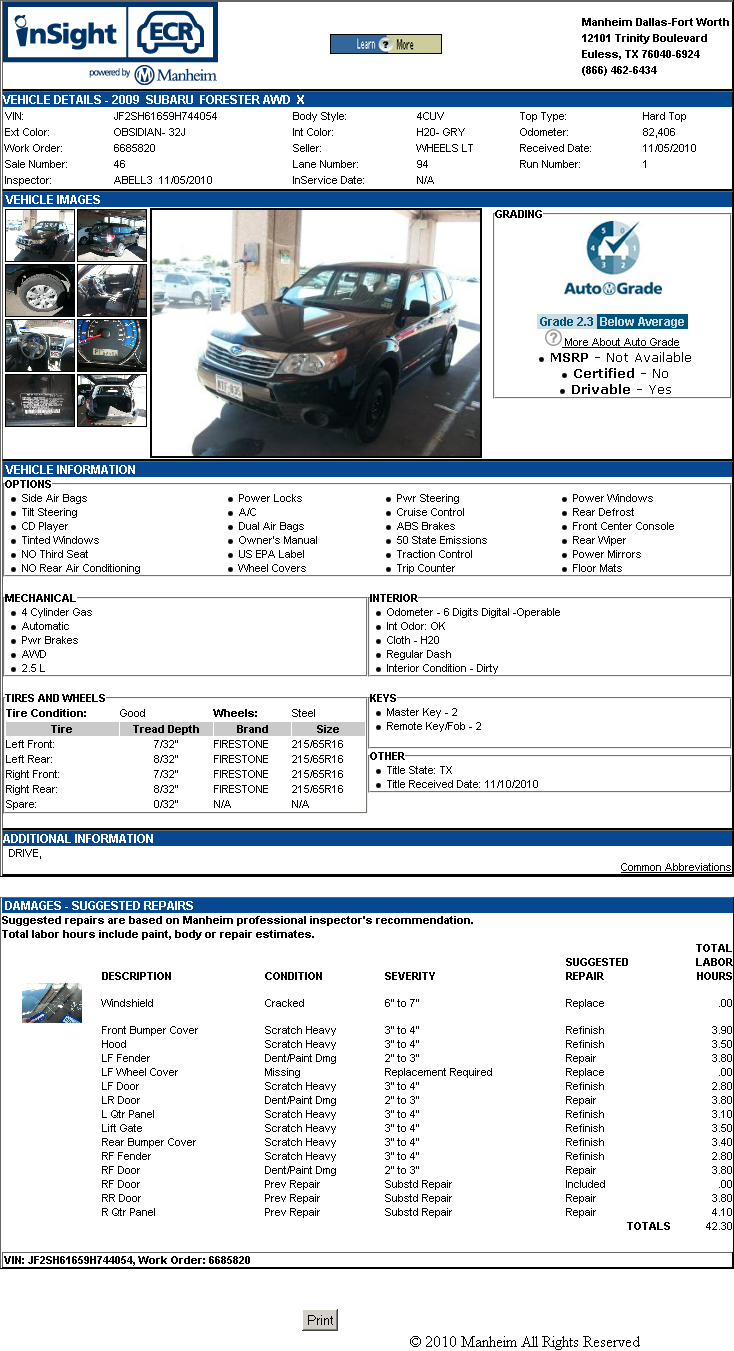 inSight ECR
powered by Manheim
Learn ? More
Manheim Dallas-Fort Worth
12101 Trinity Boulevard
Euless, TX 76040-6924
(866) 462-6434
VEHICLE DETAILS - 2009 SUBARU FORESTER AWD X
VIN: JF2SH61659H744054 Body Style: 4CUV Top Type: Hard Top
Ext Color: OBSIDIAN- 32J Int Color: H20- GRY Odometer: 82,406
Work Order: 6685820 Seller: WHEELS LT Received Date: 11/05/2010
Sale Number: 46 Lane Number: 94 Run Number: 1
Inspector: ABELL3 11/05/2010 InService Date: N/A
VEHICLE IMAGES
GRADING
5 4 3 2 1
AutoGrade
Grade 2.3 Below Average
? More About Auto Grade
• MSRP - Not Available
• Certified - No
• Drivable - Yes
VEHICLE INFORMATION
OPTIONS
• Side Air Bags • Power Locks • Pwr Steering • Power Windows
• Tilt Steering • A/C • Cruise Control • Rear Defrost
• CD Player • Dual Air Bags • ABS Brakes • Front Center Console
• Tinted Windows • Owner's Manual • 50 State Emissions • Rear Wiper
• NO Third Seat • US EPA Label • Traction Control • Power Mirrors
• NO Rear Air Conditioning • Wheel Covers • Trip Counter • Floor Mats
MECHANICAL
• 4 Cylinder Gas
• Automatic
• Pwr Brakes
• AWD
• 2.5 L
INTERIOR
• Odometer - 6 Digits Digital -Operable
• Int Odor: OK
• Cloth - H20
• Regular Dash
• Interior Condition - Dirty
TIRES AND WHEELS
Tire Condition: Good Wheels: Steel
Tire Tread Depth Brand Size
Left Front: 7/32" FIRESTONE 215/65R16
Left Rear: 8/32" FIRESTONE 215/65R16
Right Front: 7/32" FIRESTONE 215/65R16
Right Rear: 8/32" FIRESTONE 215/65R16
Spare: 0/32" N/A N/A
KEYS
• Master Key - 2
• Remote Key/Fob - 2
OTHER
• Title State: TX
• Title Received Date: 11/10/2010
ADDITIONAL INFORMATION
DRIVE,
Common Abbreviations
DAMAGES - SUGGESTED REPAIRS
Suggested repairs are based on Manheim professional inspector's recommendation.
Total labor hours include paint, body or repair estimates.
DESCRIPTION CONDITION SEVERITY SUGGESTED REPAIR TOTAL LABOR HOURS
Windshield Cracked 6" to 7" Replace .00
Front Bumper Cover Scratch Heavy 3" to 4" Refinish 3.90
Hood Scratch Heavy 3" to 4" Refinish 3.50
LF Fender Dent/Paint Dmg 2" to 3" Repair 3.80
LF Wheel Cover Missing Replacement Required Replace .00
LF Door Scratch Heavy 3" to 4" Refinish 2.80
LR Door Dent/Paint Dmg 2" to 3" Repair 3.80
L Qtr Panel Scratch Heavy 3" to 4" Refinish 3.10
Lift Gate Scratch Heavy 3" to 4" Refinish 3.50
Rear Bumper Cover Scratch Heavy 3" to 4" Refinish 3.40
RF Fender Scratch Heavy 3" to 4" Refinish 2.80
RF Door Dent/Paint Dmg 2" to 3" Repair 3.80
RF Door Prev Repair Substd Repair Included .00
RR Door Prev Repair Substd Repair Repair 3.80
R Qtr Panel Prev Repair Substd Repair Repair 4.10
TOTALS 42.30
VIN: JF2SH61659H744054, Work Order: 6685820
Print
© 2010 Manheim All Rights Reserved